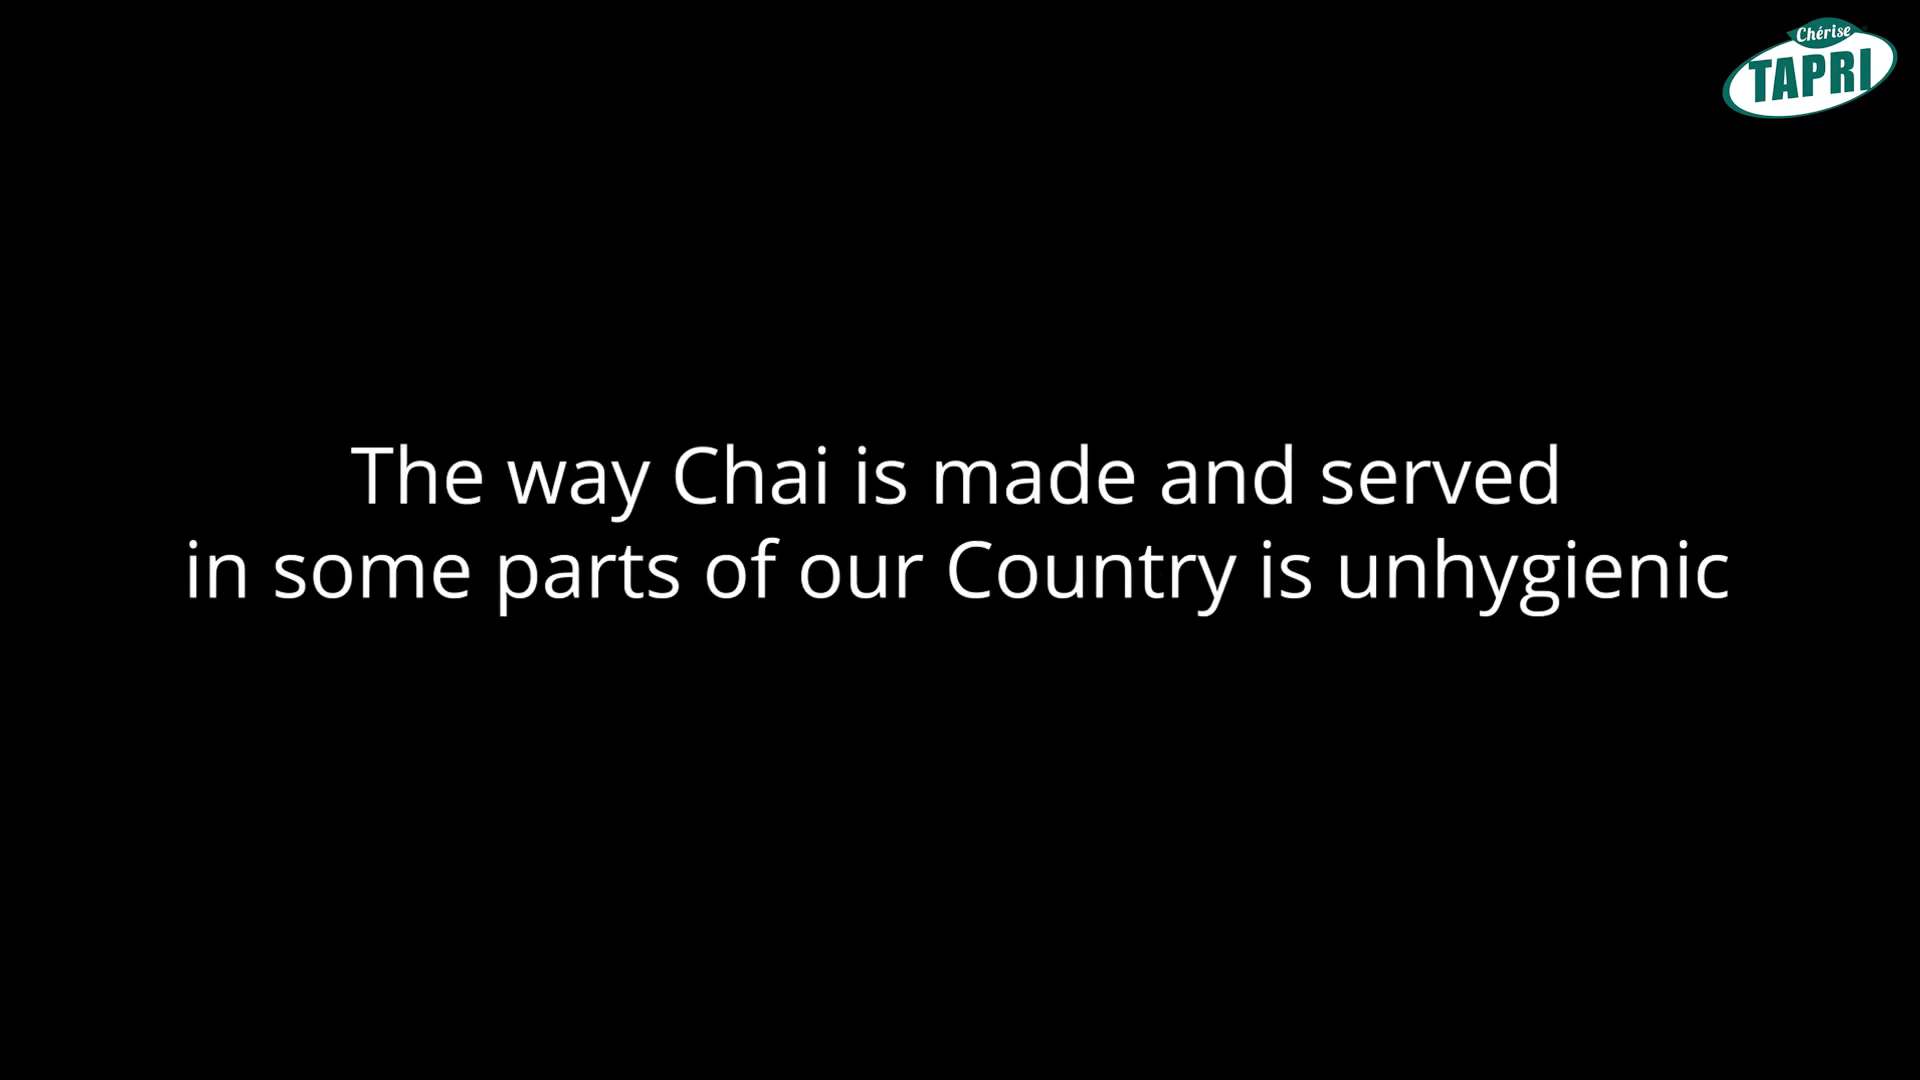 Chérise
TAPRI
The way Chai is made and served
in some parts of our Country is unhygienic